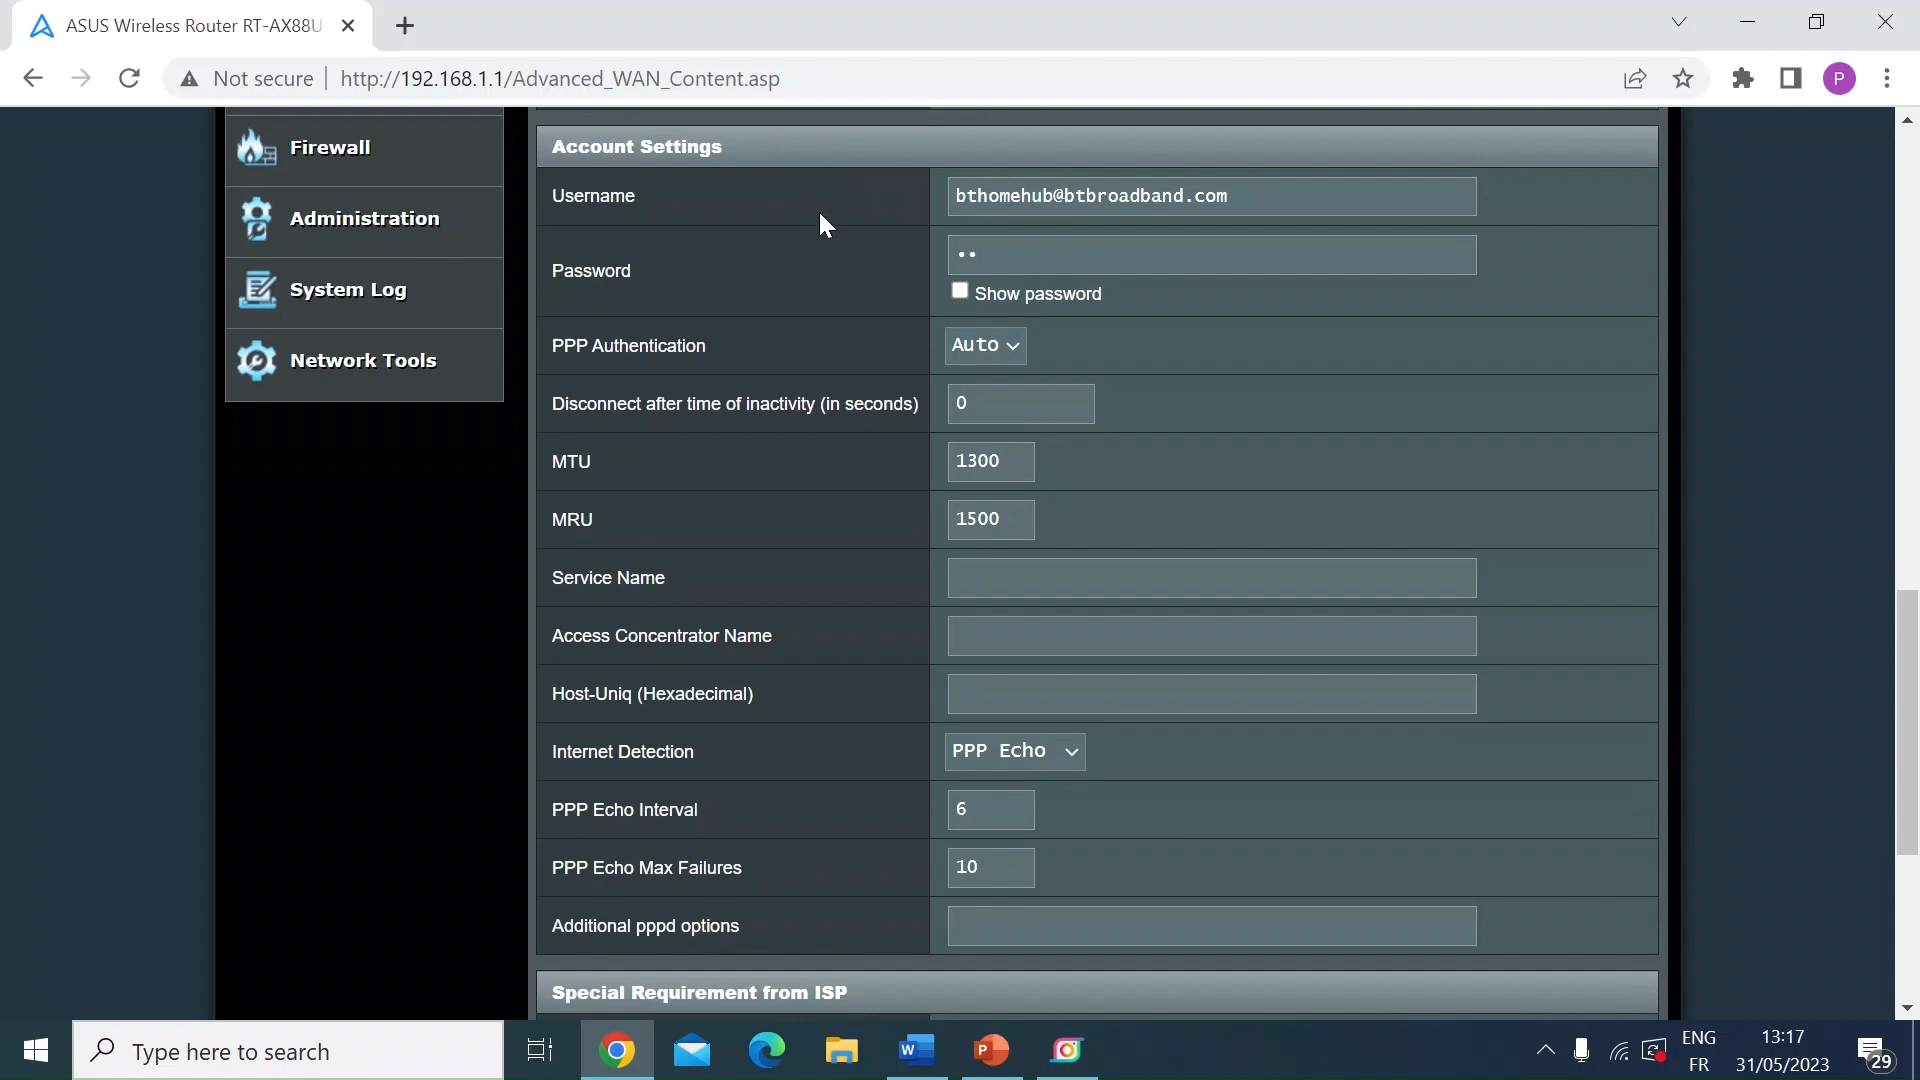 ASUS Wireless Router RT-AX88U
Not secure
http://192.168.1.1/Advanced_WAN_Content.asp
P
Firewall
Administration
System Log
Network Tools
Account Settings
Username
bthomehub@btbroadband.com
Password
••
Show password
PPP Authentication
Auto
Disconnect after time of inactivity (in seconds)
0
MTU
1300
MRU
1500
Service Name
Access Concentrator Name
Host-Uniq (Hexadecimal)
Internet Detection
PPP Echo
PPP Echo Interval
6
PPP Echo Max Failures
10
Additional pppd options
Special Requirement from ISP
Type here to search
W
P
ENG
FR
13:17
31/05/2023
29